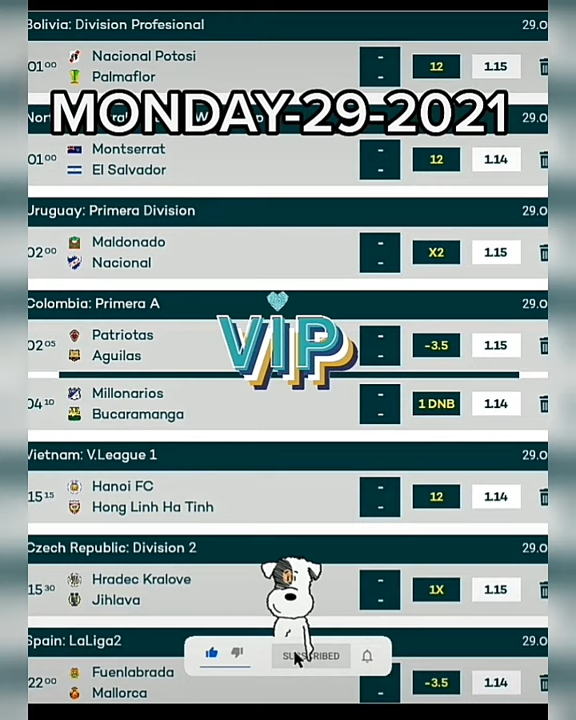 Bolivia: Division Profesional 29.0
01 00 Nacional Potosi - 12 1.15
Palmaflor -
MONDAY-29-2021
01 00 Montserrat - 12 1.14
El Salvador -
Uruguay: Primera Division 29.0
02 00 Maldonado - X2 1.15
Nacional -
Colombia: Primera A 29.0
VIP
02 05 Patriotas - -3.5 1.15
Aguilas -
04 10 Millonarios - 1 DNB 1.14
Bucaramanga -
Vietnam: V.League 1 29.0
15 15 Hanoi FC - 12 1.14
Hong Linh Ha Tinh -
Czech Republic: Division 2 29.0
15 30 Hradec Kralove - 1X 1.15
Jihlava -
Spain: LaLiga2 29.0
SUBSCRIBED
22 00 Fuenlabrada - -3.5 1.14
Mallorca -